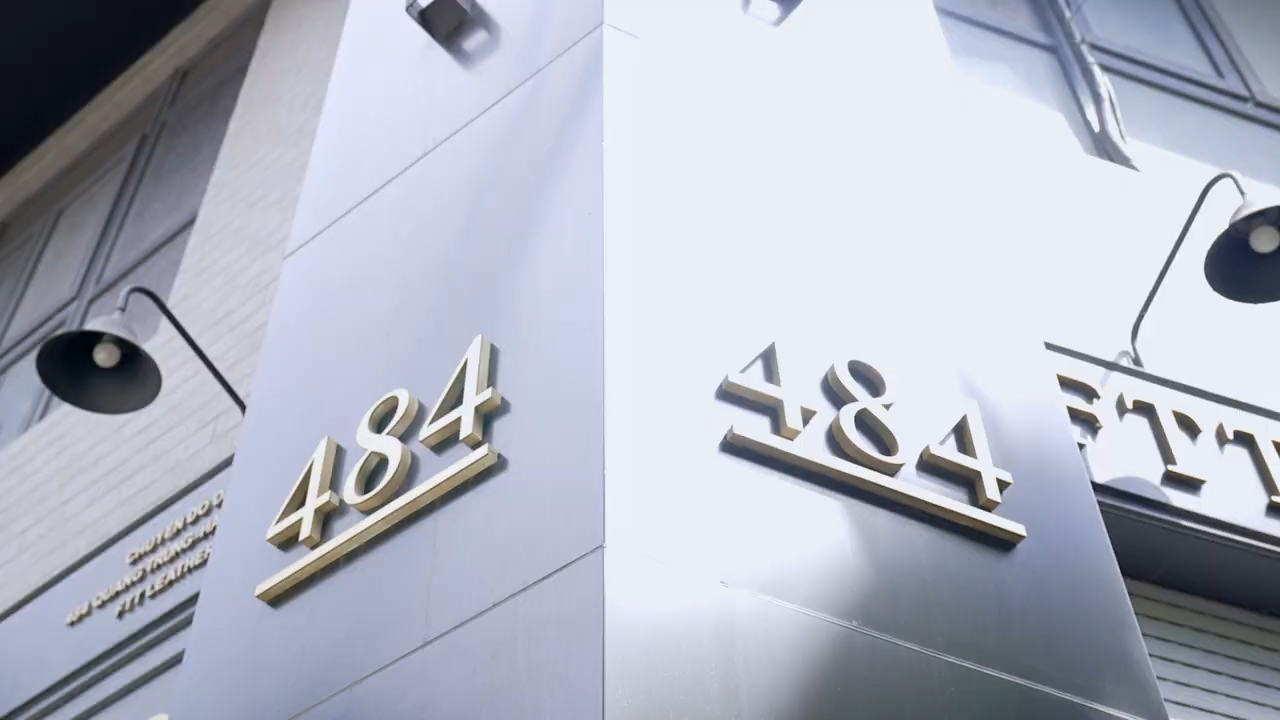 CHUYÊN ĐỒ D
484 QUANG TRUNG-HÀ
FTT LEATHER
484
484
FTT